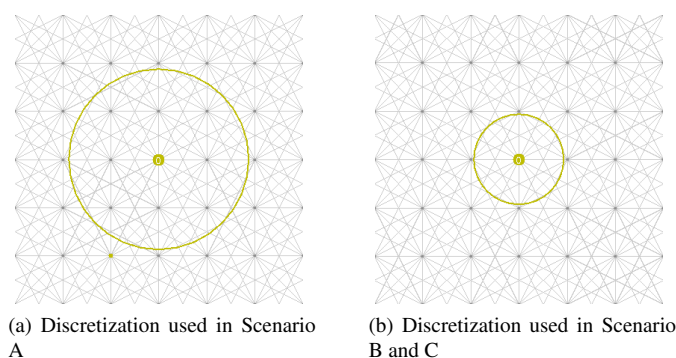 0
0
(a) Discretization used in Scenario
A
(b) Discretization used in Scenario
B and C